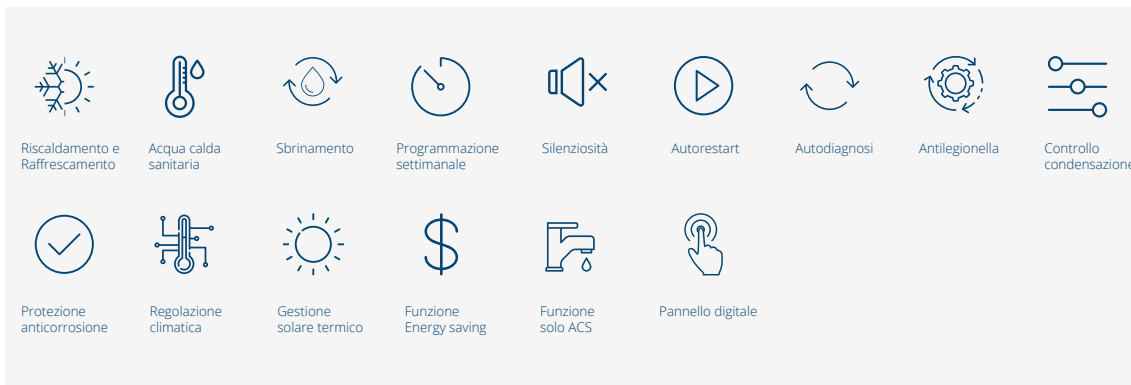 Riscaldamento e
Raffrescamento
Acqua calda
sanitaria
Sbrinamento
Programmazione
settimanale
Silenziosità
Autorestart
Autodiagnosi
Antilegionella
Controllo
condensazione
Protezione
anticorrosione
Regolazione
climatica
Gestione
solare termico
Funzione
Energy saving
Funzione
solo ACS
Pannello digitale